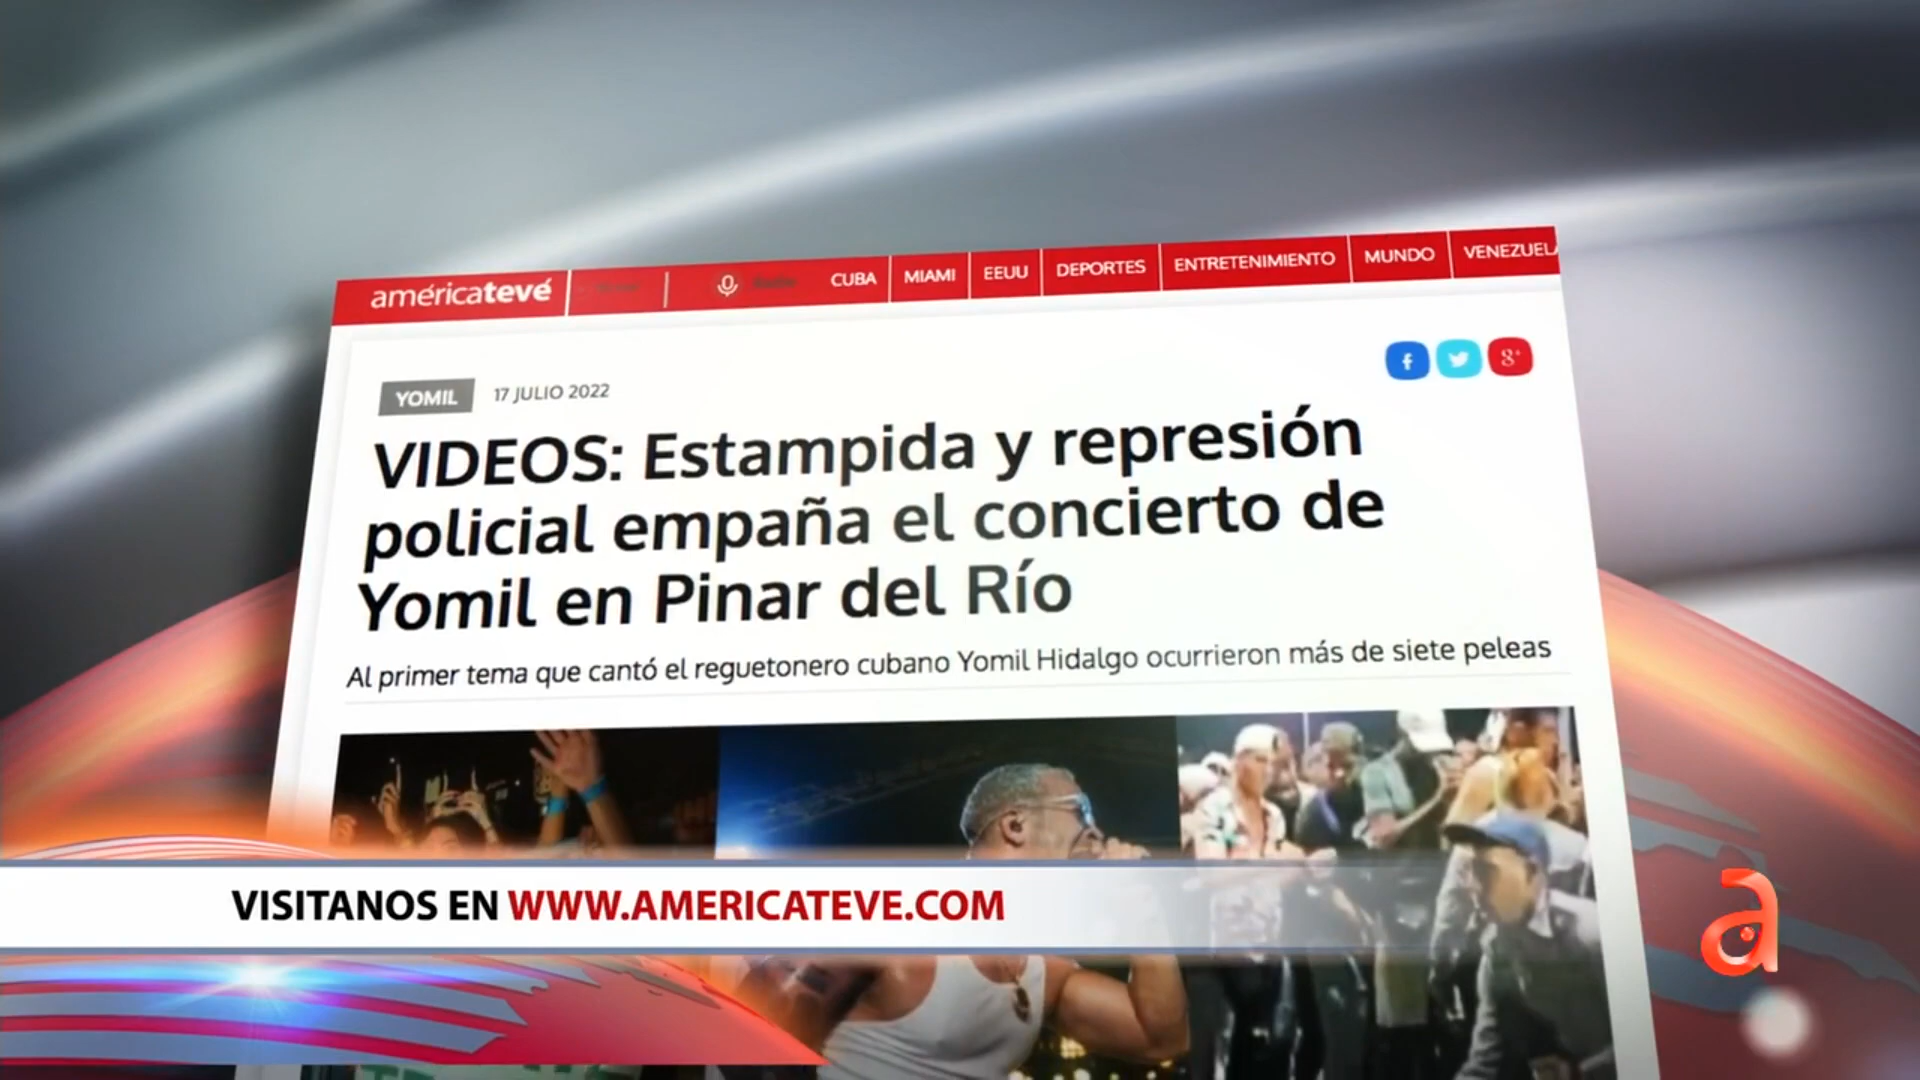 américatevé
CUBA
MIAMI
EEUU
DEPORTES
ENTRETENIMIENTO
MUNDO
YOMIL
17 JULIO 2022
VIDEOS: Estampida y represión
policial empaña el concierto de
Yomil en Pinar del Río
Al primer tema que cantó el reguetonero cubano Yomil Hidalgo ocurrieron más de siete peleas
VISITANOS EN WWW.AMERICATEVE.COM
a